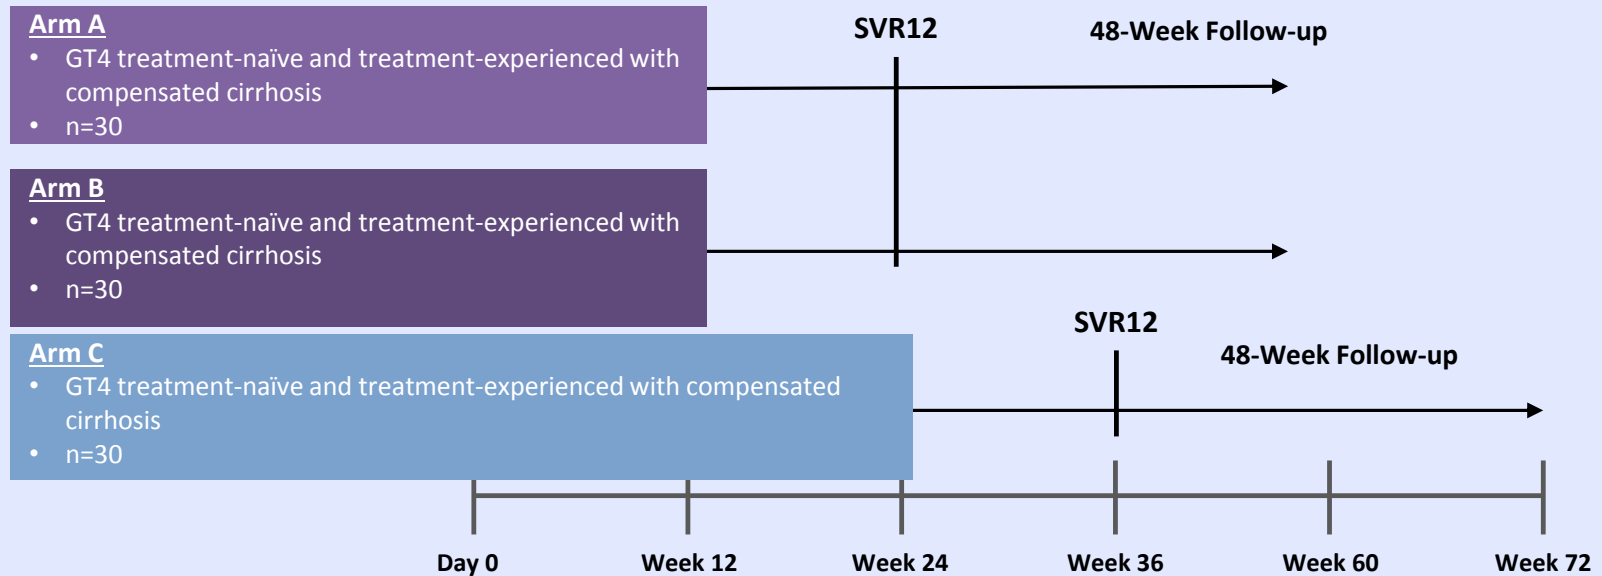 Arm A
• GT4 treatment-naïve and treatment-experienced with
compensated cirrhosis
• n=30
SVR12
48-Week Follow-up
Arm B
• GT4 treatment-naïve and treatment-experienced with
compensated cirrhosis
• n=30
SVR12
48-Week Follow-up
Arm C
• GT4 treatment-naïve and treatment-experienced with compensated
cirrhosis
• n=30
Day 0
Week 12
Week 24
Week 36
Week 60
Week 72